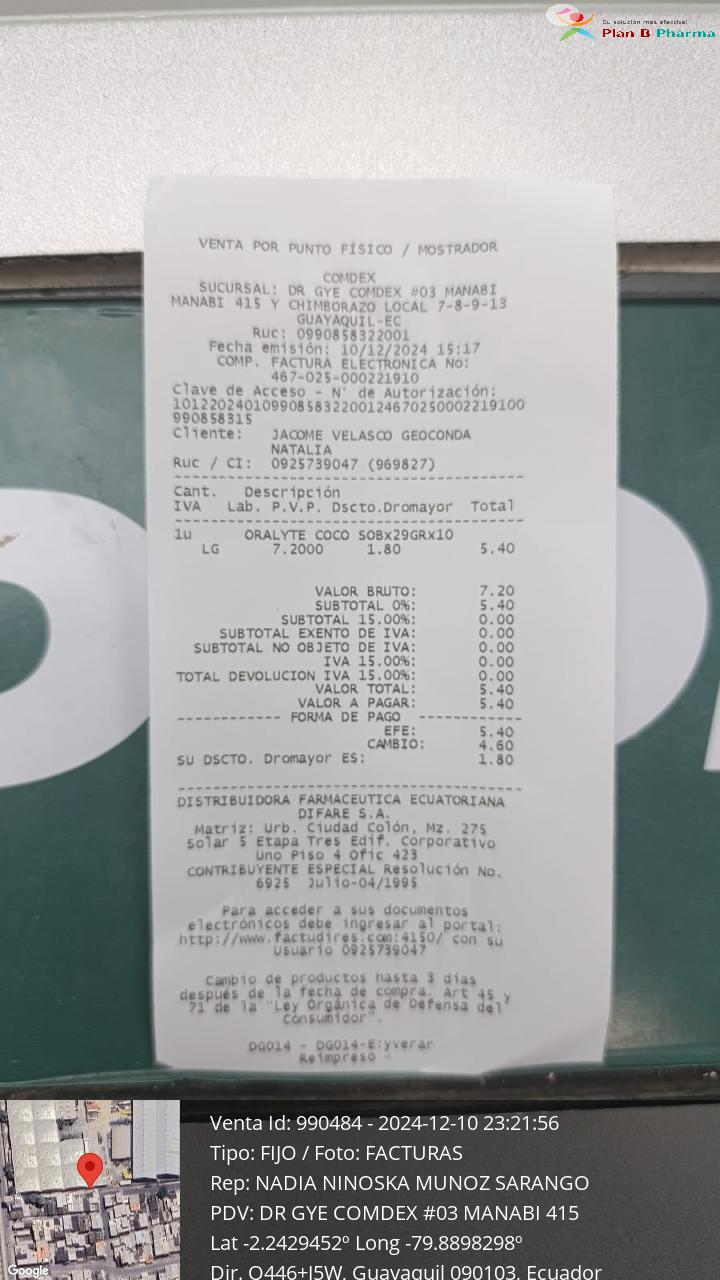 Su solución más efectiva!
Plan B Pharma
VENTA POR PUNTO FÍSICO / MOSTRADOR
COMDEX
SUCURSAL: DR GYE COMDEX #03 MANABI
MANABI 415 Y CHIMBORAZO LOCAL 7-8-9-13
GUAYAQUIL-EC
Ruc: 0990858322001
Fecha emisión: 10/12/2024 15:17
COMP. FACTURA ELECTRONICA No:
467-025-000221910
Clave de Acceso - N° de Autorización:
1012202401099085832200124670250002219100
990858315
Cliente: JACOME VELASCO GEOCONDA
NATALIA
Ruc / CI: 0925739047 (969827)
Cant. Descripción
IVA Lab. P.V.P. Dscto.Dromayor Total
1u ORALYTE COCO SOBx29GRx10
LG 7.2000 1.80 5.40
VALOR BRUTO: 7.20
SUBTOTAL 0%: 5.40
SUBTOTAL 15.00%: 0.00
SUBTOTAL EXENTO DE IVA: 0.00
SUBTOTAL NO OBJETO DE IVA: 0.00
IVA 15.00%: 0.00
TOTAL DEVOLUCION IVA 15.00%: 0.00
VALOR TOTAL: 5.40
VALOR A PAGAR: 5.40
----------- FORMA DE PAGO -----------
EFE: 5.40
CAMBIO: 4.60
SU DSCTO. Dromayor ES: 1.80
DISTRIBUIDORA FARMACEUTICA ECUATORIANA
DIFARE S.A.
Matriz: Urb. Ciudad Colón, Mz. 275
Solar 5 Etapa Tres Edif. Corporativo
Uno Piso 4 Ofic 423
CONTRIBUYENTE ESPECIAL Resolución No.
6925 Julio-04/1995
Para acceder a sus documentos
electrónicos debe ingresar al portal:
http://www.factudires.com:4150/ con su
Usuario 0925739047
Cambio de productos hasta 3 días
después de la fecha de compra. Art 45 y
71 de la "Ley Orgánica de Defensa del
Consumidor".
DG014 - DG014-E:yverar
Reimpreso -
Venta Id: 990484 - 2024-12-10 23:21:56
Tipo: FIJO / Foto: FACTURAS
Rep: NADIA NINOSKA MUNOZ SARANGO
PDV: DR GYE COMDEX #03 MANABI 415
Lat -2.2429452º Long -79.8898298º
Dir. Q446+J5W, Guayaquil 090103, Ecuador
Google